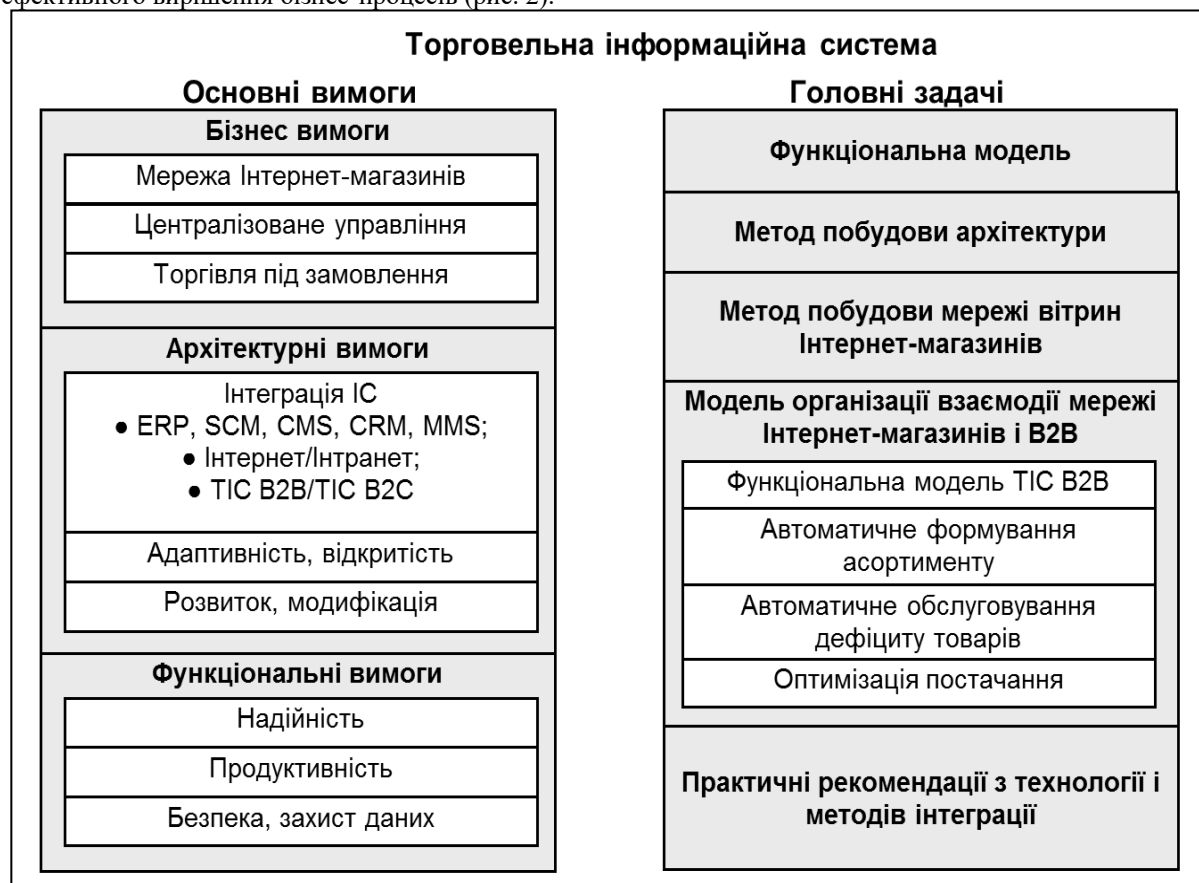 ефективного вирішення бізнес-процесів (рис. 2).
Торговельна інформаційна система
Основні вимоги
Бізнес вимоги
Мережа Інтернет-магазинів
Централізоване управління
Торгівля під замовлення
Архітектурні вимоги
Інтеграція ІС
● ERP, SCM, CMS, CRM, MMS;
● Інтернет/Інтранет;
● ТІС B2B/ТІС B2C
Адаптивність, відкритість
Розвиток, модифікація
Функціональні вимоги
Надійність
Продуктивність
Безпека, захист даних
Головні задачі
Функціональна модель
Метод побудови архітектури
Метод побудови мережі вітрин
Інтернет-магазинів
Модель організації взаємодії мережі
Інтернет-магазинів і B2B
Функціональна модель ТІС B2B
Автоматичне формування
асортименту
Автоматичне обслуговування
дефіциту товарів
Оптимізація постачання
Практичні рекомендації з технології і
методів інтеграції